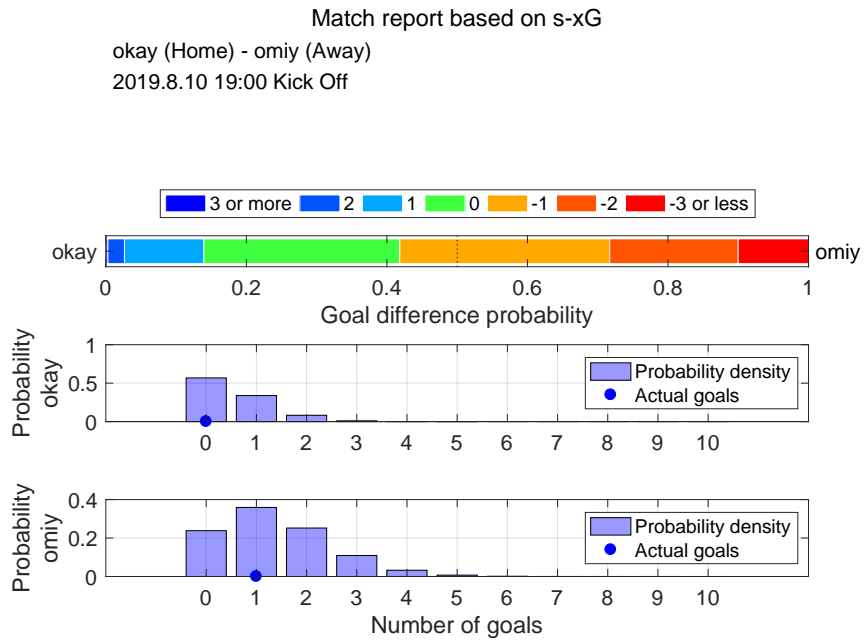 Match report based on s-xG
okay (Home) - omiy (Away)
2019.8.10 19:00 Kick Off
3 or more 2 1 0 -1 -2 -3 or less
okay omiy
0 0.2 0.4 0.6 0.8 1
Goal difference probability
Probability
okay
1
0.5
0
Probability density
Actual goals
0 1 2 3 4 5 6 7 8 9 10
Probability
omiy
0.4
0.2
0
Probability density
Actual goals
0 1 2 3 4 5 6 7 8 9 10
Number of goals